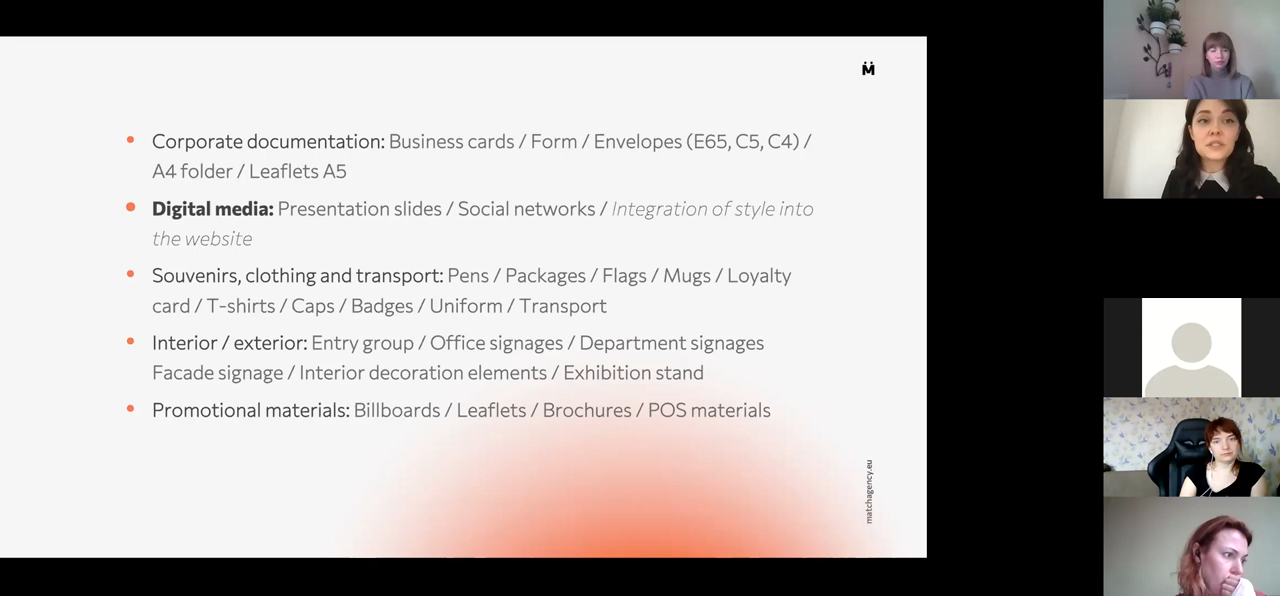 M̈
Corporate documentation: Business cards / Form / Envelopes (E65, C5, C4) /
A4 folder / Leaflets A5
Digital media: Presentation slides / Social networks / Integration of style into
the website
Souvenirs, clothing and transport: Pens / Packages / Flags / Mugs / Loyalty
card / T-shirts / Caps / Badges / Uniform / Transport
Interior / exterior: Entry group / Office signages / Department signages
Facade signage / Interior decoration elements / Exhibition stand
Promotional materials: Billboards / Leaflets / Brochures / POS materials
matchagency.eu